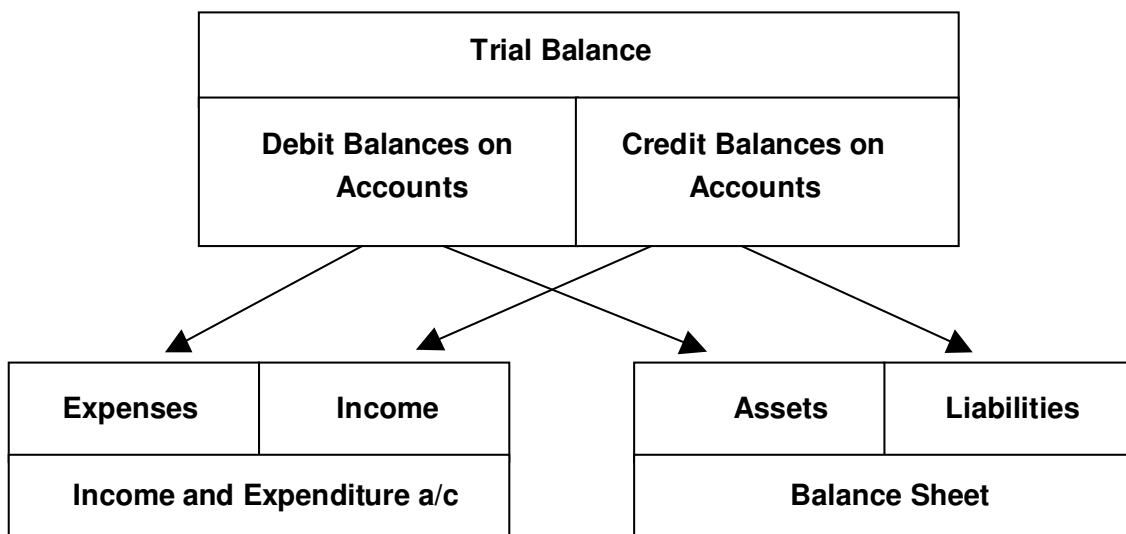 Trial Balance
Debit Balances on
Accounts
Credit Balances on
Accounts
Expenses
Income
Income and Expenditure a/c
Assets
Liabilities
Balance Sheet